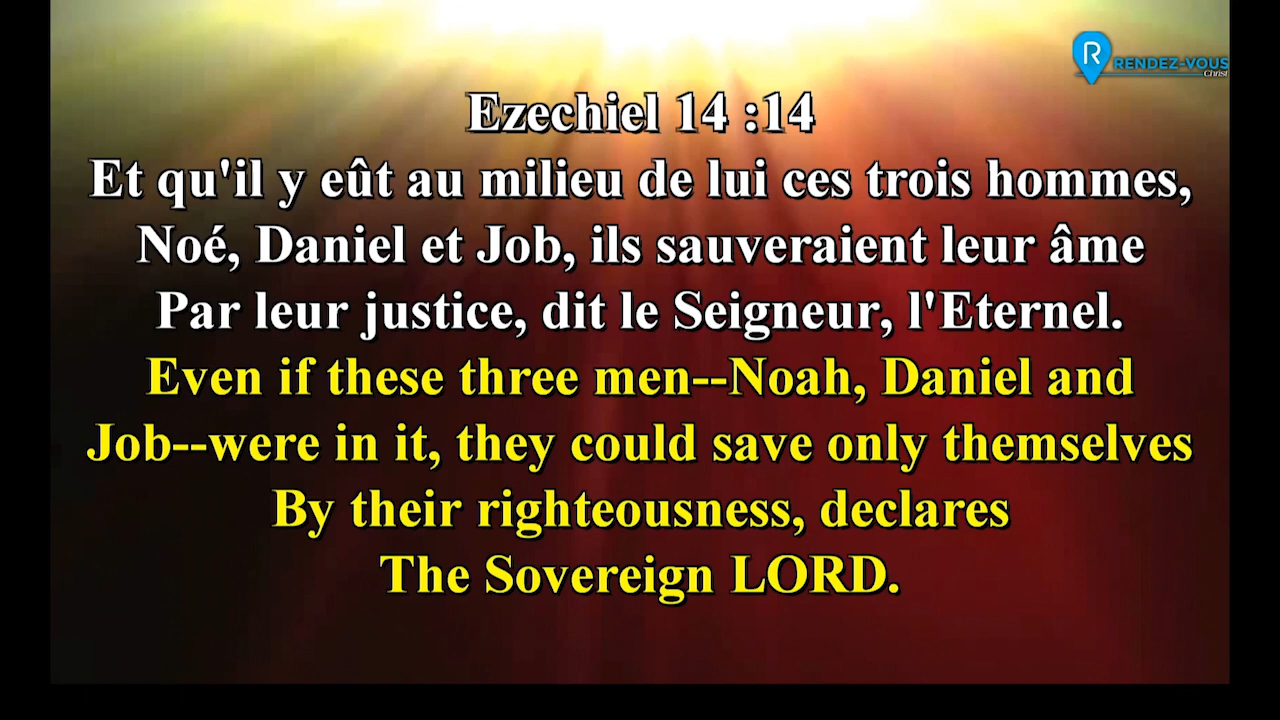 R RENDEZ-VOUS
Christ
Ezechiel 14 :14
Et qu'il y eût au milieu de lui ces trois hommes,
Noé, Daniel et Job, ils sauveraient leur âme
Par leur justice, dit le Seigneur, l'Eternel.
Even if these three men--Noah, Daniel and
Job--were in it, they could save only themselves
By their righteousness, declares
The Sovereign LORD.